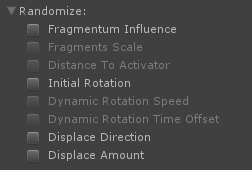 Randomize:
Fragmentum Influence
Fragments Scale
Distance To Activator
Initial Rotation
Dynamic Rotation Speed
Dynamic Rotation Time Offset
Displace Direction
Displace Amount